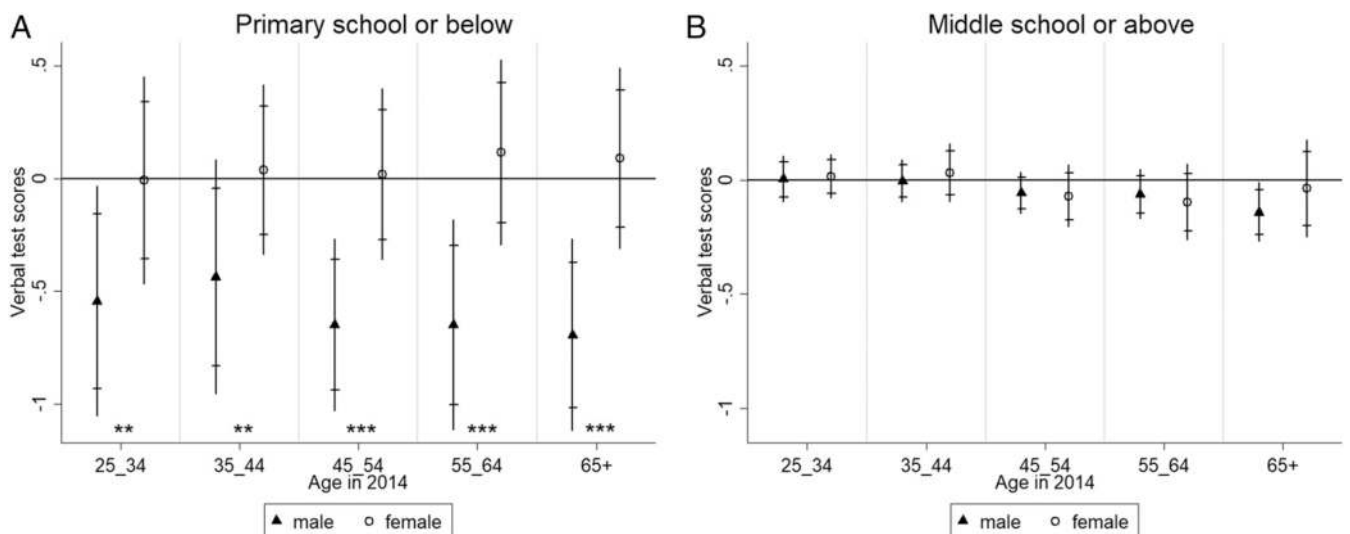 A
Primary school or below
Verbal test scores
.5
0
-.5
-1
** ** *** *** ***
25_34 35_44 45_54 55_64 65+
Age in 2014
male female
B
Middle school or above
Verbal test scores
.5
0
-.5
-1
25_34 35_44 45_54 55_64 65+
Age in 2014
male female